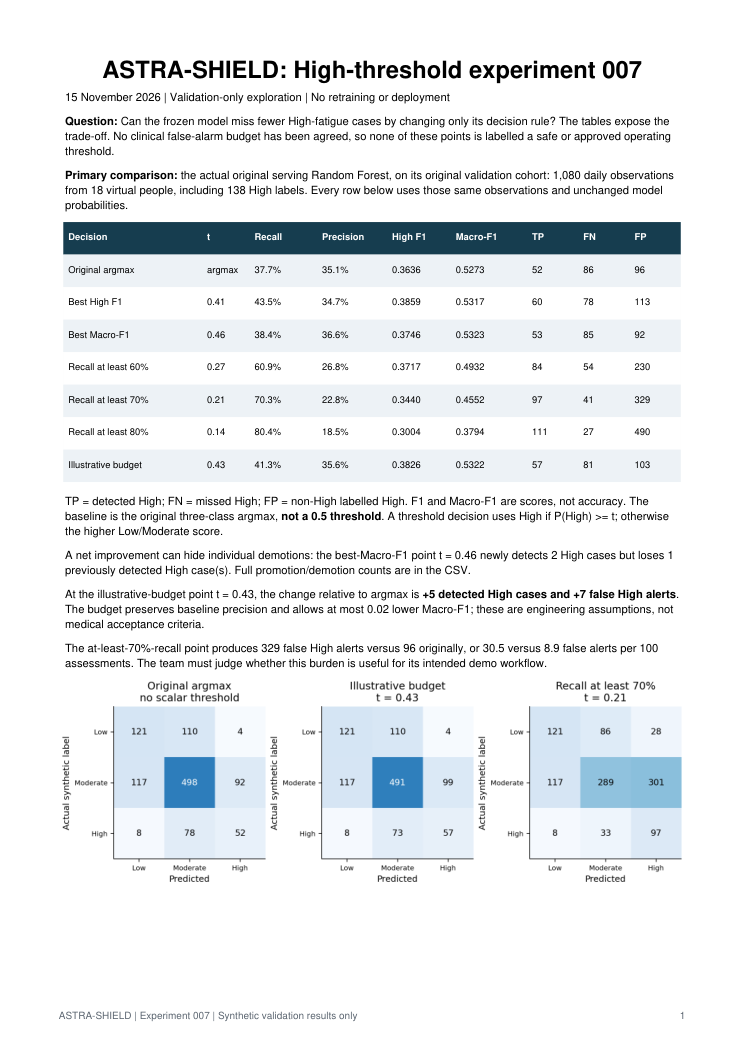 ASTRA-SHIELD: High-threshold experiment 007
15 November 2026 | Validation-only exploration | No retraining or deployment
Question: Can the frozen model miss fewer High-fatigue cases by changing only its decision rule? The tables expose the
trade-off. No clinical false-alarm budget has been agreed, so none of these points is labelled a safe or approved operating
threshold.
Primary comparison: the actual original serving Random Forest, on its original validation cohort: 1,080 daily observations
from 18 virtual people, including 138 High labels. Every row below uses those same observations and unchanged model
probabilities.
Decision t Recall Precision High F1 Macro-F1 TP FN FP
Original argmax argmax 37.7% 35.1% 0.3636 0.5273 52 86 96
Best High F1 0.41 43.5% 34.7% 0.3859 0.5317 60 78 113
Best Macro-F1 0.46 38.4% 36.6% 0.3746 0.5323 53 85 92
Recall at least 60% 0.27 60.9% 26.8% 0.3717 0.4932 84 54 230
Recall at least 70% 0.21 70.3% 22.8% 0.3440 0.4552 97 41 329
Recall at least 80% 0.14 80.4% 18.5% 0.3004 0.3794 111 27 490
Illustrative budget 0.43 41.3% 35.6% 0.3826 0.5322 57 81 103
TP = detected High; FN = missed High; FP = non-High labelled High. F1 and Macro-F1 are scores, not accuracy. The
baseline is the original three-class argmax, not a 0.5 threshold. A threshold decision uses High if P(High) >= t; otherwise
the higher Low/Moderate score.
A net improvement can hide individual demotions: the best-Macro-F1 point t = 0.46 newly detects 2 High cases but loses 1
previously detected High case(s). Full promotion/demotion counts are in the CSV.
At the illustrative-budget point t = 0.43, the change relative to argmax is +5 detected High cases and +7 false High alerts.
The budget preserves baseline precision and allows at most 0.02 lower Macro-F1; these are engineering assumptions, not
medical acceptance criteria.
The at-least-70%-recall point produces 329 false High alerts versus 96 originally, or 30.5 versus 8.9 false alerts per 100
assessments. The team must judge whether this burden is useful for its intended demo workflow.
Original argmax
no scalar threshold
Actual synthetic label
Low 121 110 4
Moderate 117 498 92
High 8 78 52
Low Moderate High
Predicted
Illustrative budget
t = 0.43
Actual synthetic label
Low 121 110 4
Moderate 117 491 99
High 8 73 57
Low Moderate High
Predicted
Recall at least 70%
t = 0.21
Actual synthetic label
Low 121 86 28
Moderate 117 289 301
High 8 33 97
Low Moderate High
Predicted
ASTRA-SHIELD | Experiment 007 | Synthetic validation results only 1